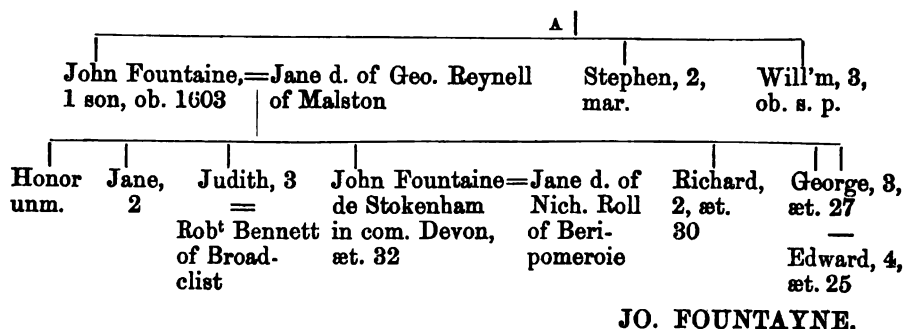 A
John Fountaine,=Jane d. of Geo. Reynell
1 son, ob. 1603 of Malston
Stephen, 2,
mar.
Will'm, 3,
ob. s. p.
Honor
unm.
Jane,
2
Judith, 3
=
Robᵗ Bennett
of Broad-
clist
John Fountaine=Jane d. of
de Stokenham Nich. Roll
in com. Devon, of Beri-
æt. 32 pomeroie
Richard,
2, æt.
30
George, 3,
æt. 27
—
Edward, 4,
æt. 25
JO. FOUNTAYNE.